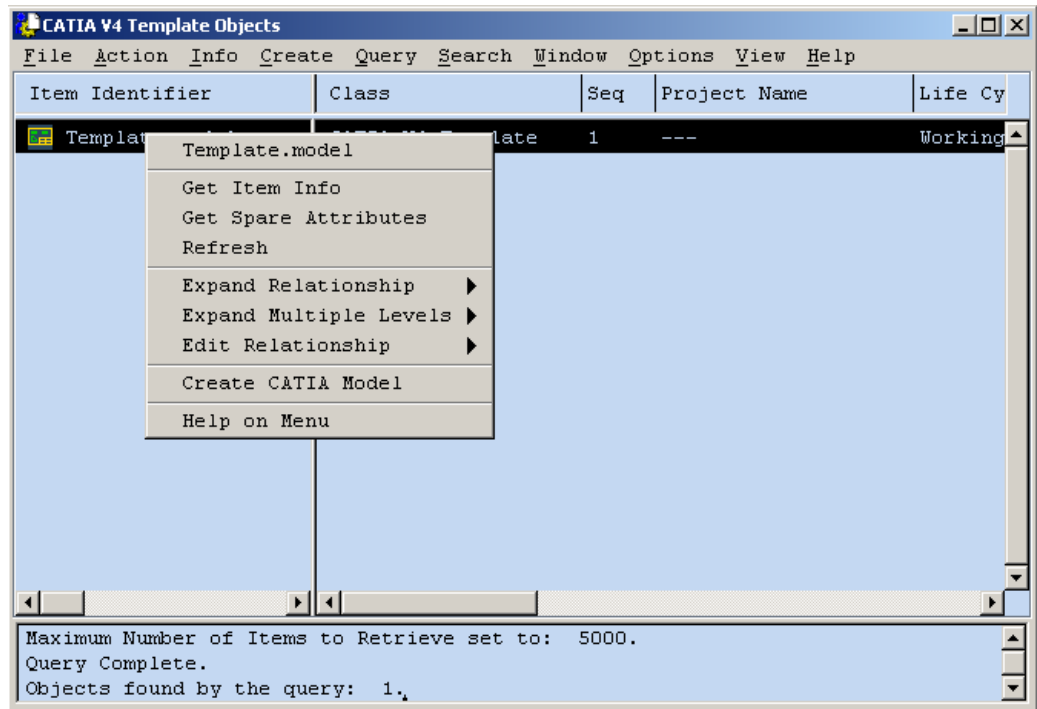 CATIA V4 Template Objects
File Action Info Create Query Search Window Options View Help
Item Identifier Class Seq Project Name Life Cy
1 --- Working
Template.model
Get Item Info
Get Spare Attributes
Refresh
Expand Relationship
Expand Multiple Levels
Edit Relationship
Create CATIA Model
Help on Menu
Maximum Number of Items to Retrieve set to: 5000.
Query Complete.
Objects found by the query: 1.